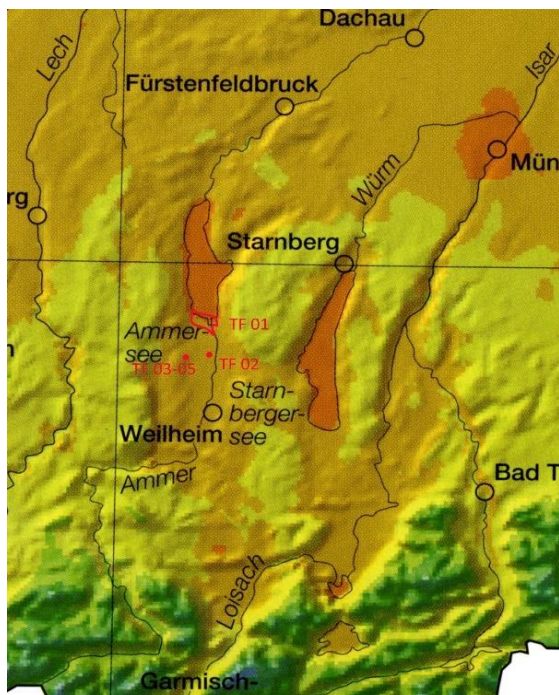 Dachau
Lech
Isar
Fürstenfeldbruck
Würm
Mün
rg
Starnberg
TF 01
Ammer-
see
TF 03-05
TF 02
Starn-
berger-
see
Weilheim
Ammer
Bad T
n
Loisach
Garmisch-